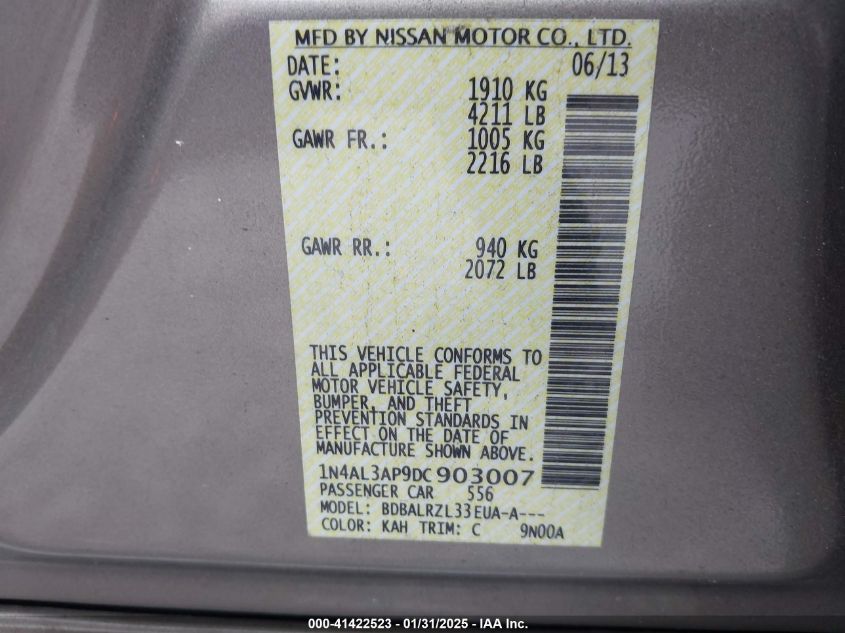 MFD BY NISSAN MOTOR CO., LTD.
DATE: 06/13
GVWR: 1910 KG
4211 LB
GAWR FR.: 1005 KG
2216 LB
GAWR RR.: 940 KG
2072 LB
THIS VEHICLE CONFORMS TO
ALL APPLICABLE FEDERAL
MOTOR VEHICLE SAFETY,
BUMPER, AND THEFT
PREVENTION STANDARDS IN
EFFECT ON THE DATE OF
MANUFACTURE SHOWN ABOVE.
1N4AL3AP9DC 903007
PASSENGER CAR 556
MODEL: BDBALRZL33EUA-A---
COLOR: KAH TRIM: C 9N00A
000-41422523 - 01/31/2025 - IAA Inc.